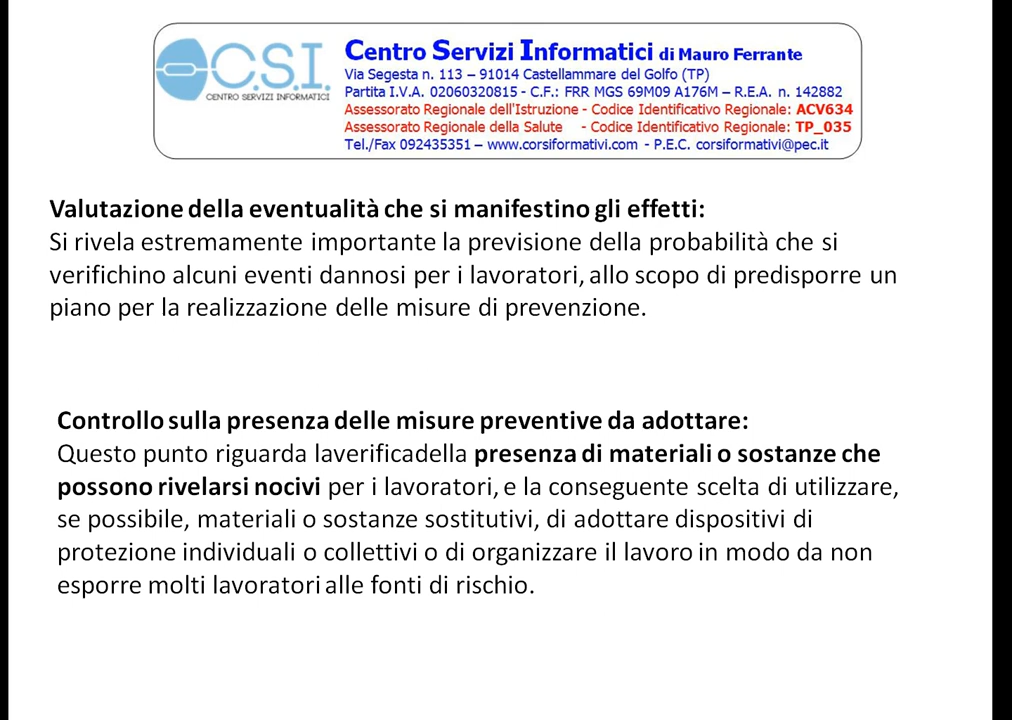 C.S.I.
CENTRO SERVIZI INFORMATICI
Centro Servizi Informatici di Mauro Ferrante
Via Segesta n. 113 – 91014 Castellammare del Golfo (TP)
Partita I.V.A. 02060320815 - C.F.: FRR MGS 69M09 A176M – R.E.A. n. 142882
Assessorato Regionale dell'Istruzione - Codice Identificativo Regionale: ACV634
Assessorato Regionale della Salute - Codice Identificativo Regionale: TP_035
Tel./Fax 092435351 – www.corsiformativi.com - P.E.C. corsiformativi@pec.it
Valutazione della eventualità che si manifestino gli effetti:
Si rivela estremamente importante la previsione della probabilità che si
verifichino alcuni eventi dannosi per i lavoratori, allo scopo di predisporre un
piano per la realizzazione delle misure di prevenzione.
Controllo sulla presenza delle misure preventive da adottare:
Questo punto riguarda laverificadella presenza di materiali o sostanze che
possono rivelarsi nocivi per i lavoratori, e la conseguente scelta di utilizzare,
se possibile, materiali o sostanze sostitutivi, di adottare dispositivi di
protezione individuali o collettivi o di organizzare il lavoro in modo da non
esporre molti lavoratori alle fonti di rischio.